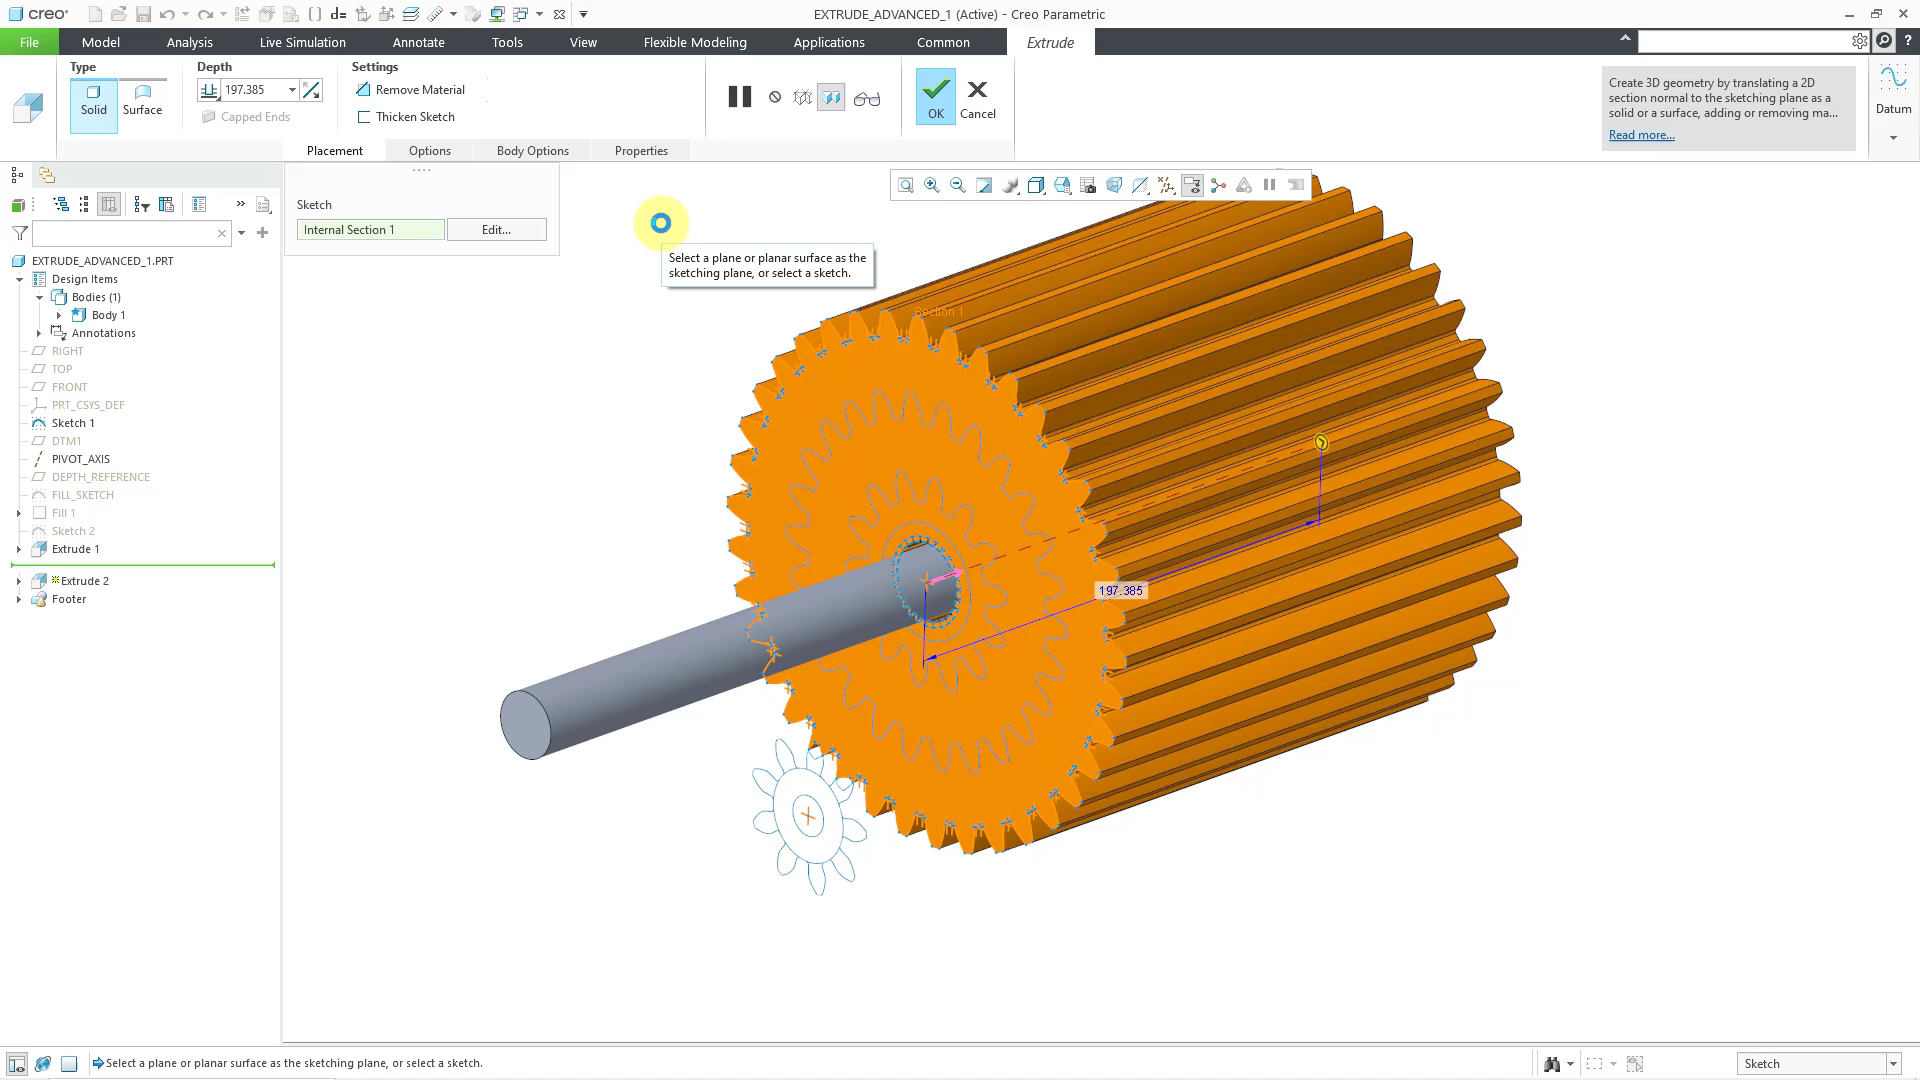 creo
EXTRUDE_ADVANCED_1 (Active) - Creo Parametric
File
Model
Analysis
Live Simulation
Annotate
Tools
View
Flexible Modeling
Applications
Common
Extrude
Type
Solid
Surface
Depth
197.385
Capped Ends
Settings
Remove Material
Thicken Sketch
OK
Cancel
Create 3D geometry by translating a 2D
section normal to the sketching plane as a
solid or a surface, adding or removing ma...
Read more...
Datum
Placement
Options
Body Options
Properties
Sketch
Internal Section 1
Edit...
Select a plane or planar surface as the
sketching plane, or select a sketch.
EXTRUDE_ADVANCED_1.PRT
Design Items
Bodies (1)
Body 1
Annotations
RIGHT
TOP
FRONT
PRT_CSYS_DEF
Sketch 1
DTM1
PIVOT_AXIS
DEPTH_REFERENCE
FILL_SKETCH
Fill 1
Sketch 2
Extrude 1
Extrude 2
Footer
Section 1
197.385
Select a plane or planar surface as the sketching plane, or select a sketch.
Sketch